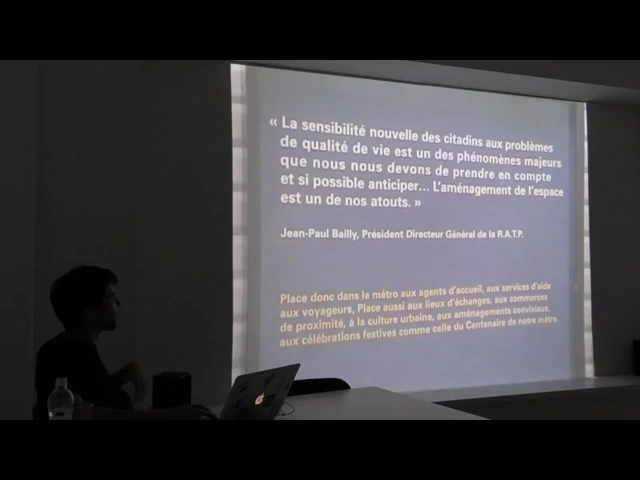 « La sensibilité nouvelle des citadins aux problèmes
de qualité de vie est un des phénomènes majeurs
que nous nous devons de prendre en compte
et si possible anticiper... L'aménagement de l'espace
est un de nos atouts. »
Jean-Paul Bailly, Président Directeur Général de la R.A.T.P.
Place donc dans le métro aux agents d'accueil, aux services d'aide
aux voyageurs, Place aussi aux lieux d'échanges, aux commerces
de proximité, à la culture urbaine, aux aménagements conviviaux,
aux célébrations festives comme celle du Centenaire de notre métro.